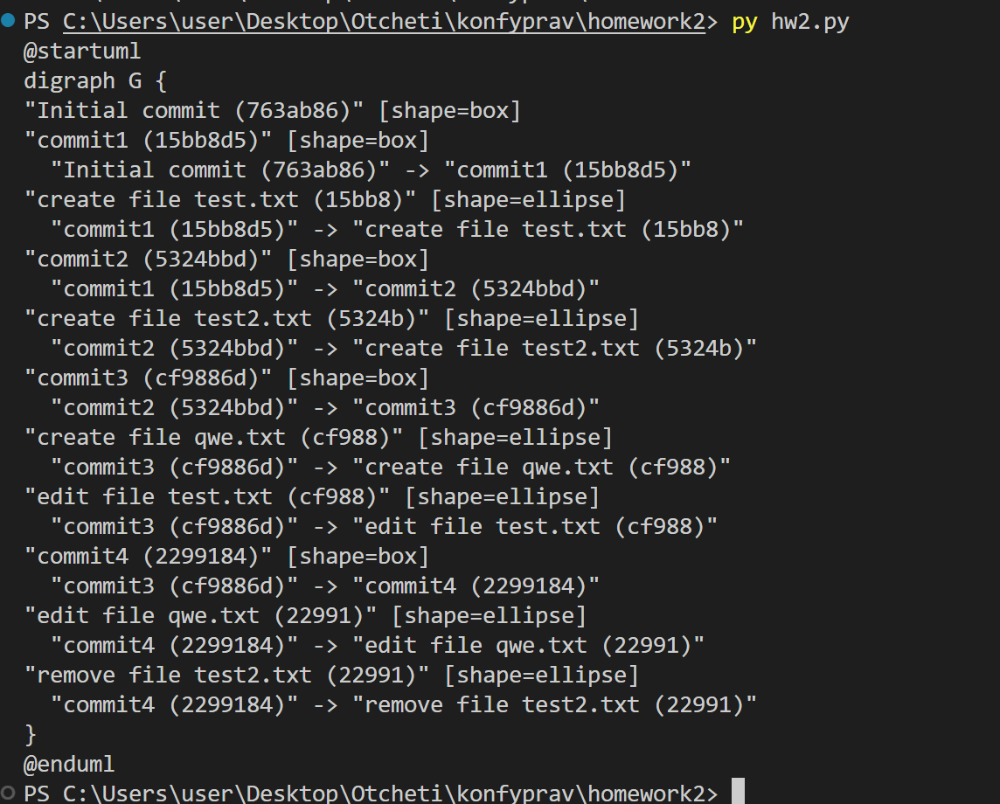 PS C:\Users\user\Desktop\Otcheti\konfyprav\homework2> py hw2.py
@startuml
digraph G {
"Initial commit (763ab86)" [shape=box]
"commit1 (15bb8d5)" [shape=box]
  "Initial commit (763ab86)" -> "commit1 (15bb8d5)"
"create file test.txt (15bb8)" [shape=ellipse]
  "commit1 (15bb8d5)" -> "create file test.txt (15bb8)"
"commit2 (5324bbd)" [shape=box]
  "commit1 (15bb8d5)" -> "commit2 (5324bbd)"
"create file test2.txt (5324b)" [shape=ellipse]
  "commit2 (5324bbd)" -> "create file test2.txt (5324b)"
"commit3 (cf9886d)" [shape=box]
  "commit2 (5324bbd)" -> "commit3 (cf9886d)"
"create file qwe.txt (cf988)" [shape=ellipse]
  "commit3 (cf9886d)" -> "create file qwe.txt (cf988)"
"edit file test.txt (cf988)" [shape=ellipse]
  "commit3 (cf9886d)" -> "edit file test.txt (cf988)"
"commit4 (2299184)" [shape=box]
  "commit3 (cf9886d)" -> "commit4 (2299184)"
"edit file qwe.txt (22991)" [shape=ellipse]
  "commit4 (2299184)" -> "edit file qwe.txt (22991)"
"remove file test2.txt (22991)" [shape=ellipse]
  "commit4 (2299184)" -> "remove file test2.txt (22991)"
}
@enduml
PS C:\Users\user\Desktop\Otcheti\konfyprav\homework2>